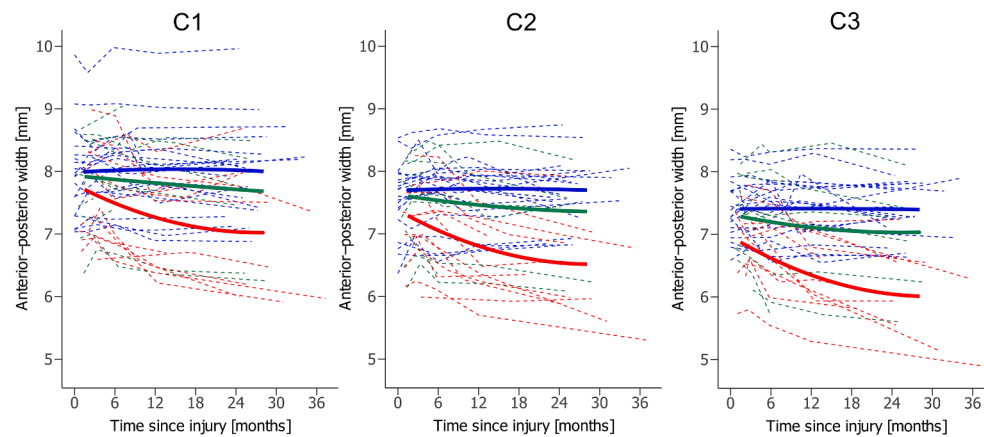 C1
C2
C3
Anterior–posterior width [mm]
10
9
8
7
6
5
0 6 12 18 24 30 36
Time since injury [months]
Anterior–posterior width [mm]
10
9
8
7
6
5
0 6 12 18 24 30 36
Time since injury [months]
Anterior–posterior width [mm]
10
9
8
7
6
5
0 6 12 18 24 30 36
Time since injury [months]